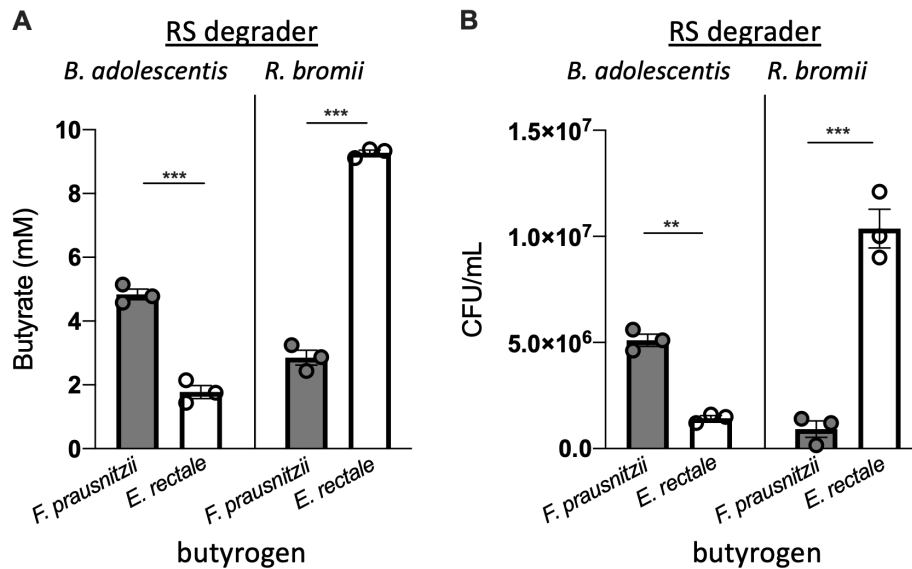 A
RS degrader
B. adolescentis
R. bromii
Butyrate (mM)
10
8
6
4
2
0
***
***
F. prausnitzii
E. rectale
F. prausnitzii
E. rectale
butyrogen
B
RS degrader
B. adolescentis
R. bromii
CFU/mL
1.5×10⁷
1.0×10⁷
5.0×10⁶
0.0
**
***
F. prausnitzii
E. rectale
F. prausnitzii
E. rectale
butyrogen